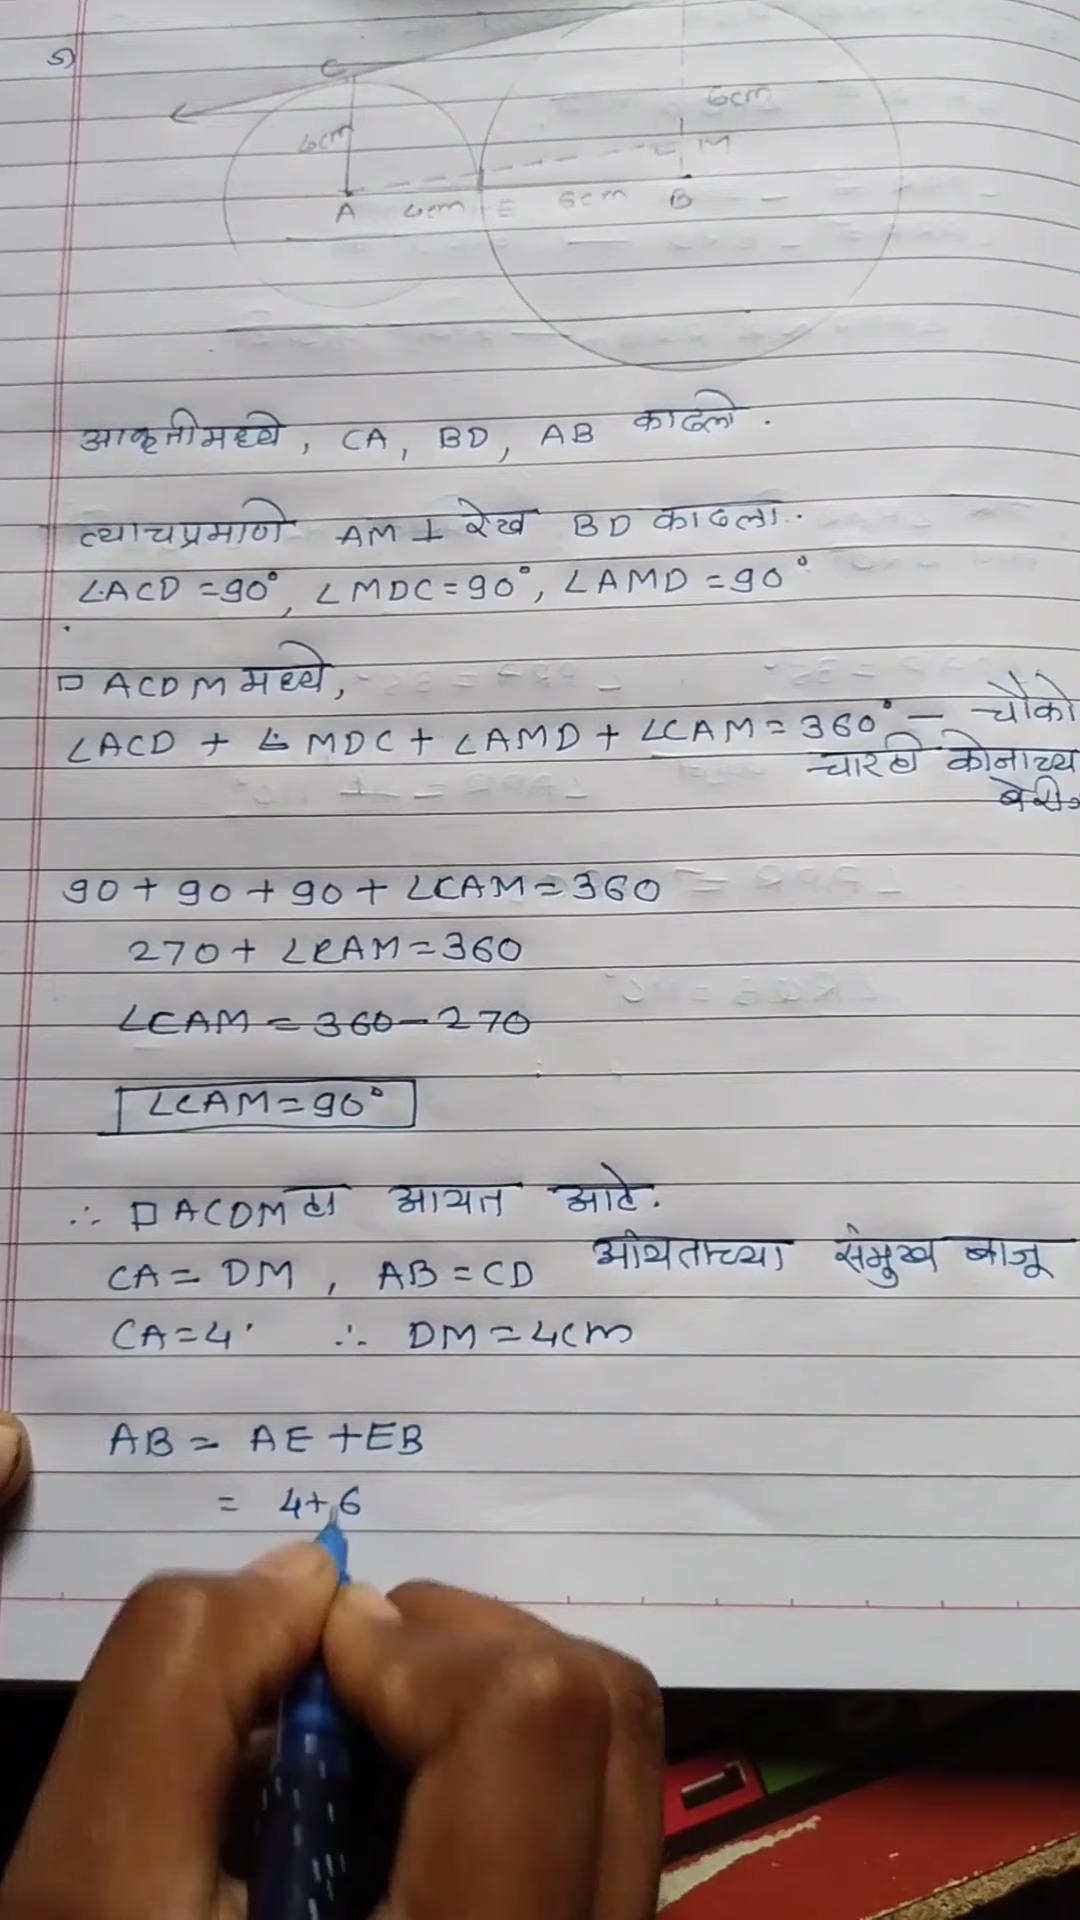 5)
C
6cm
4cm
M
A 4cm E 6cm B
आकृतीमध्ये, CA, BD, AB काढले.
त्याचप्रमाणे AM ⊥ रेख BD काढला.
∠ACD = 90°, ∠MDC = 90°, ∠AMD = 90°
□ ACDM मध्ये,
∠ACD + ∠MDC + ∠AMD + ∠CAM = 360° – चौको
चारही कोनाच्य
90 + 90 + 90 + ∠CAM = 360
270 + ∠CAM = 360
∠CAM = 360 – 270
∠CAM = 90°
∴ □ ACDM हा आयत आहे.
CA = DM , AB = CD आयताच्या संमुख बाजू
CA = 4 ∴ DM = 4cm
AB = AE + EB
= 4 + 6